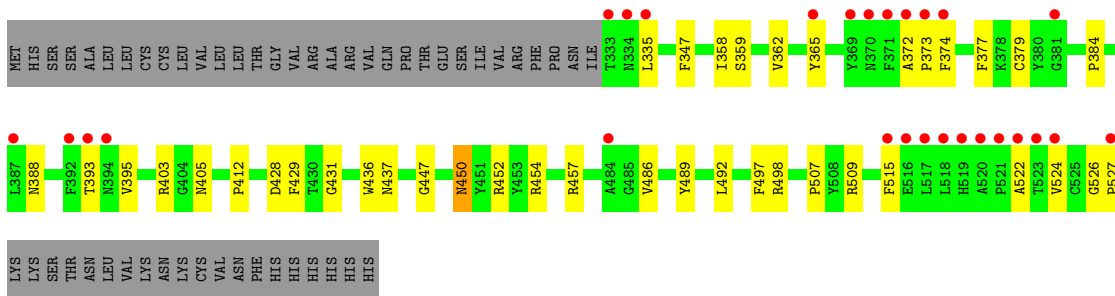 MET HIS SER SER ALA LEU LEU CYS CYS LEU VAL LEU LEU THR GLY VAL ARG ALA ARG VAL GLN PRO THR GLU SER ILE VAL ARG PHE PRO ASN ILE T333 N334 L335 F347 I358 S359 V362 Y365 Y369 N370 F371 A372 P373 F374 F377 K378 C379 Y380 G381 P384
L387 N388 F392 T393 N394 V395 R403 G404 N405 P412 D428 F429 T430 G431 W436 N437 G447 N450 Y451 R452 Y453 R454 R457 A484 G485 V486 Y489 L492 F497 R498 P507 Y508 R509 F515 E516 L517 L518 H519 A520 P521 A522 T523 V524 C525 G526 P527
LYS LYS SER THR ASN LEU VAL LYS ASN LYS CYS VAL ASN PHE HIS HIS HIS HIS HIS HIS